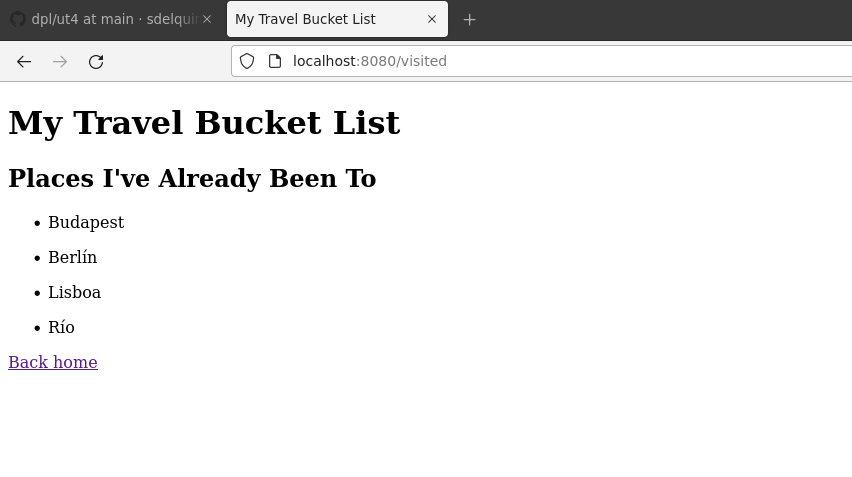 dpl/ut4 at main · sdelqui
My Travel Bucket List
localhost:8080/visited
My Travel Bucket List
Places I've Already Been To
• Budapest
• Berlín
• Lisboa
• Río
Back home